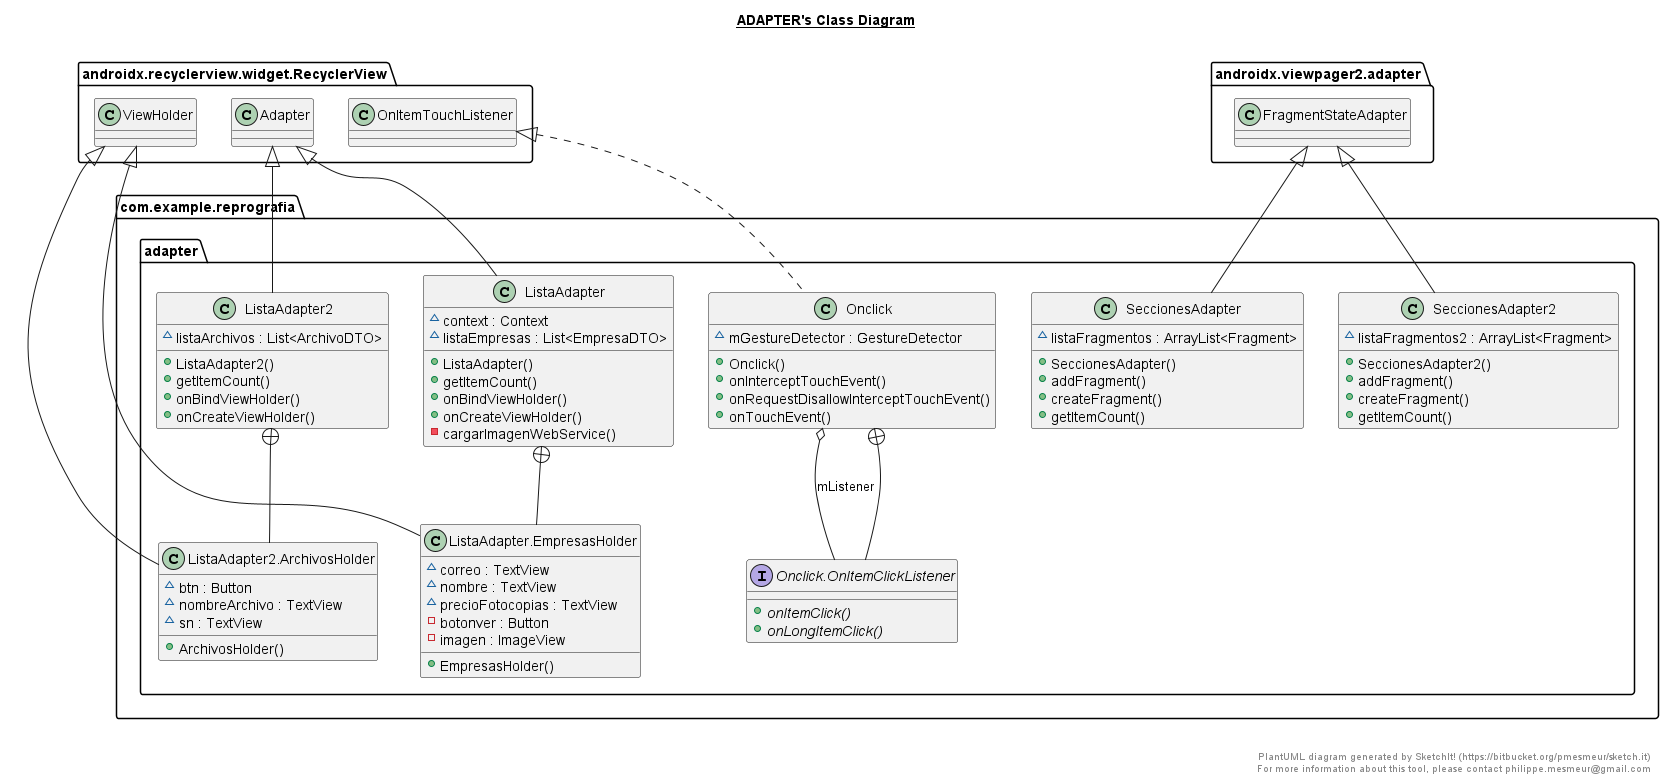 ADAPTER's Class Diagram
androidx.recyclerview.widget.RecyclerView
C ViewHolder
C Adapter
C OnItemTouchListener
androidx.viewpager2.adapter
C FragmentStateAdapter
com.example.reprografia
adapter
C ListaAdapter2
listaArchivos : List<ArchivoDTO>
ListaAdapter2()
getItemCount()
onBindViewHolder()
onCreateViewHolder()
C ListaAdapter
context : Context
listaEmpresas : List<EmpresaDTO>
ListaAdapter()
getItemCount()
onBindViewHolder()
onCreateViewHolder()
cargarImagenWebService()
C Onclick
mGestureDetector : GestureDetector
Onclick()
onInterceptTouchEvent()
onRequestDisallowInterceptTouchEvent()
onTouchEvent()
C SeccionesAdapter
listaFragmentos : ArrayList<Fragment>
SeccionesAdapter()
addFragment()
createFragment()
getItemCount()
C SeccionesAdapter2
listaFragmentos2 : ArrayList<Fragment>
SeccionesAdapter2()
addFragment()
createFragment()
getItemCount()
mListener
C ListaAdapter2.ArchivosHolder
btn : Button
nombreArchivo : TextView
sn : TextView
ArchivosHolder()
C ListaAdapter.EmpresasHolder
correo : TextView
nombre : TextView
precioFotocopias : TextView
botonver : Button
imagen : ImageView
EmpresasHolder()
I Onclick.OnItemClickListener
onItemClick()
onLongItemClick()
PlantUML diagram generated by SketchIt! (https://bitbucket.org/pmesmeur/sketch.it)
For more information about this tool, please contact philippe.mesmeur@gmail.com